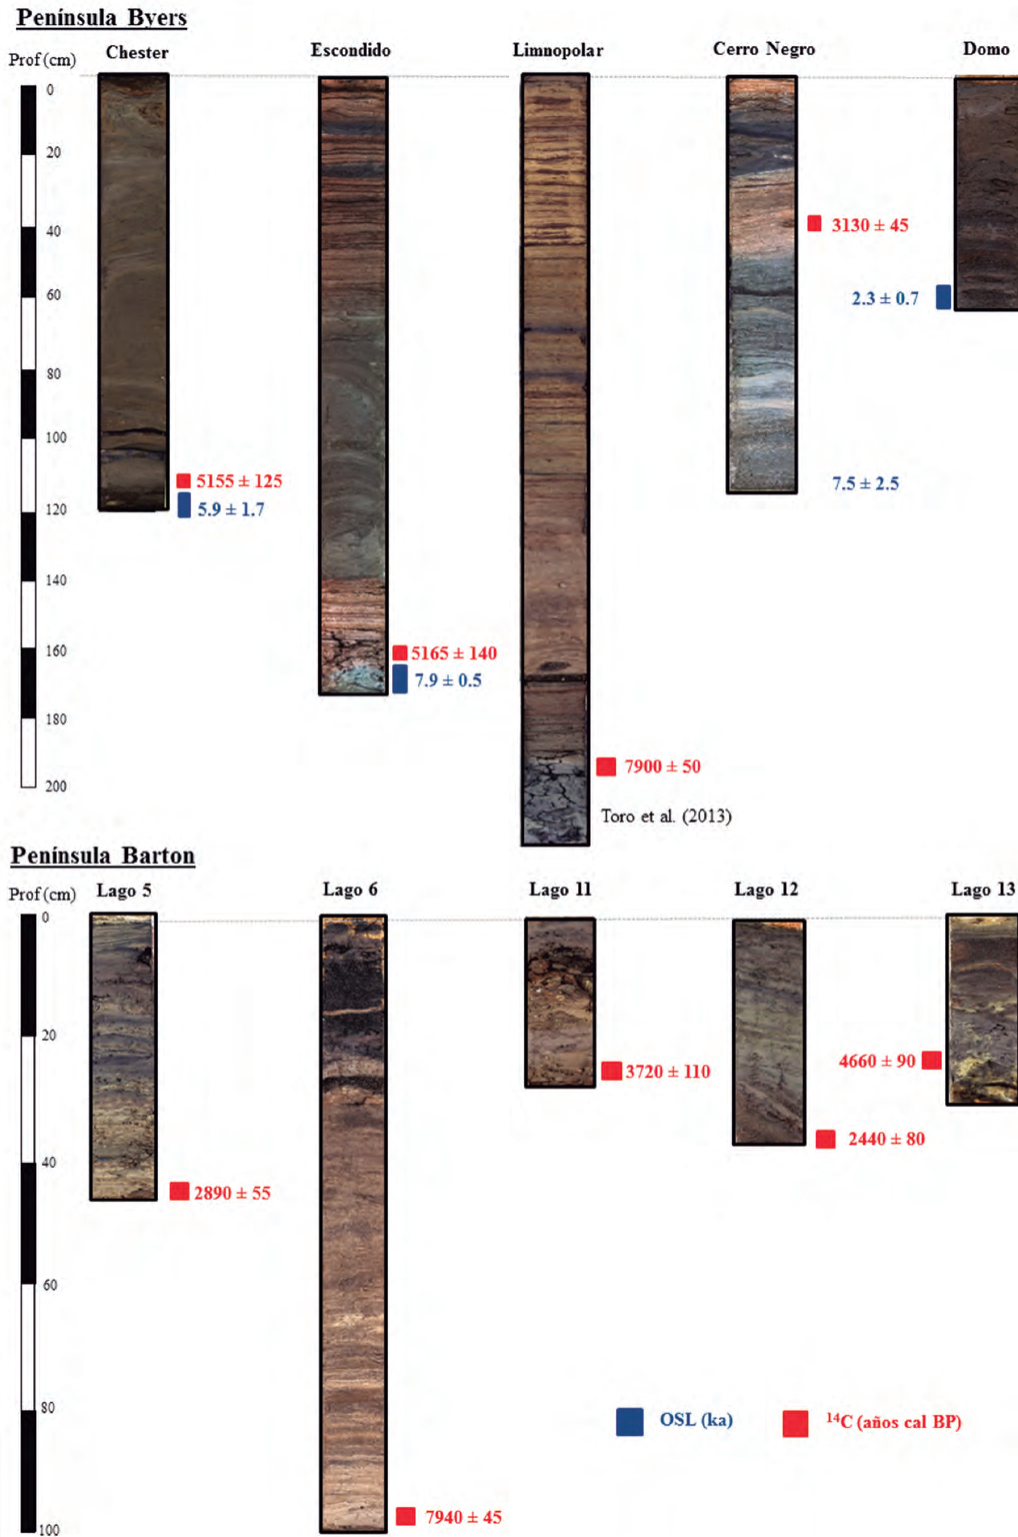 Península Byers
Prof (cm)
Chester
Escondido
Limnopolar
Cerro Negro
Domo
0
20
40
60
80
100
120
140
160
180
200
3130 ± 45
2.3 ± 0.7
5155 ± 125
5.9 ± 1.7
7.5 ± 2.5
5165 ± 140
7.9 ± 0.5
7900 ± 50
Toro et al. (2013)
Península Barton
Prof (cm)
Lago 5
Lago 6
Lago 11
Lago 12
Lago 13
0
20
40
60
80
100
4660 ± 90
3720 ± 110
2440 ± 80
2890 ± 55
OSL (ka)
14C (años cal BP)
7940 ± 45